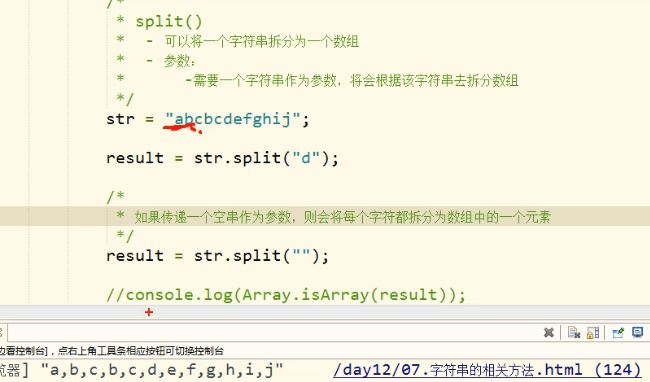 /*
* split()
* - 可以将一个字符串拆分为一个数组
* - 参数:
* -需要一个字符串作为参数, 将会根据该字符串去拆分数组
*/
str = "abcbcdefghij";
result = str.split("d");
/*
* 如果传递一个空串作为参数, 则会将每个字符都拆分为数组中的一个元素
*/
result = str.split("");
//console.log(Array.isArray(result));
边看控制台], 点右上角工具条相应按钮可切换控制台
览器] "a,b,c,b,c,d,e,f,g,h,i,j" /day12/07.字符串的相关方法.html (124)